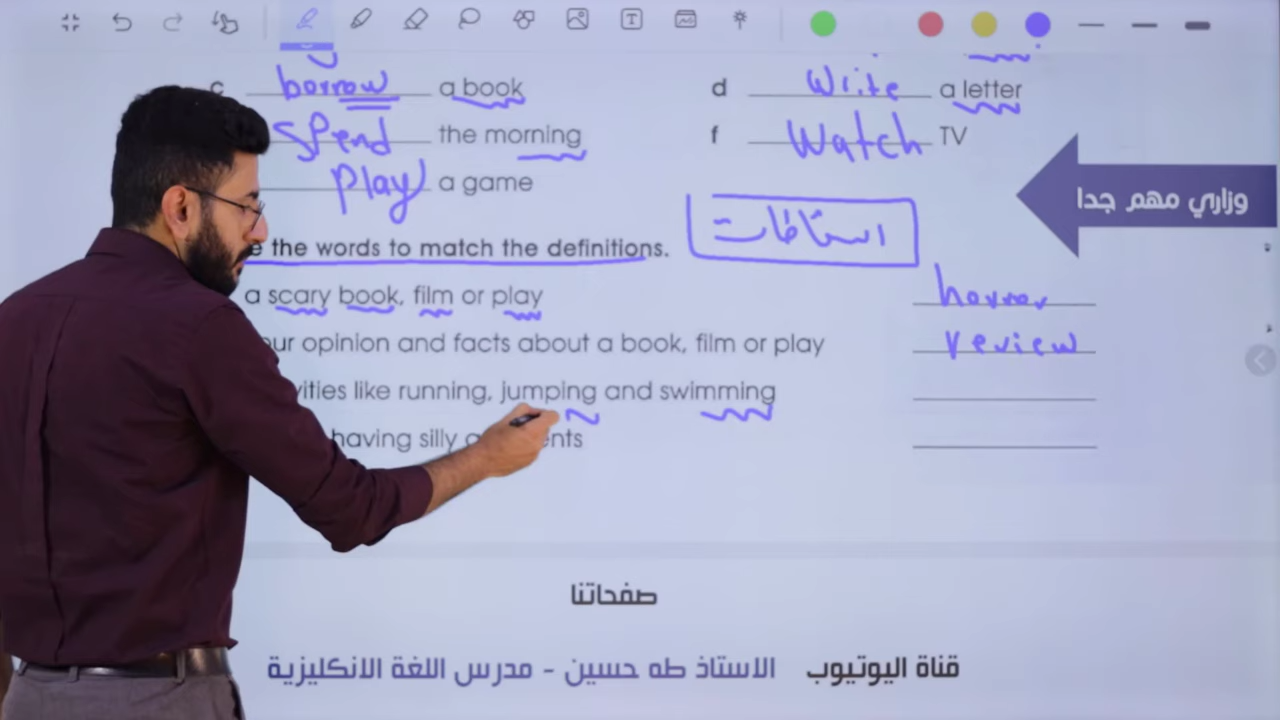 c borrow a book d Write a letter
spend the morning f Watch TV
play a game
وزاري مهم جدا
e the words to match the definitions.
a scary book, film or play horror
ur opinion and facts about a book, film or play review
vities like running, jumping and swimming
having silly
صفحاتنا
قناة اليوتيوب الاستاذ طه حسين - مدرس اللغة الانكليزية